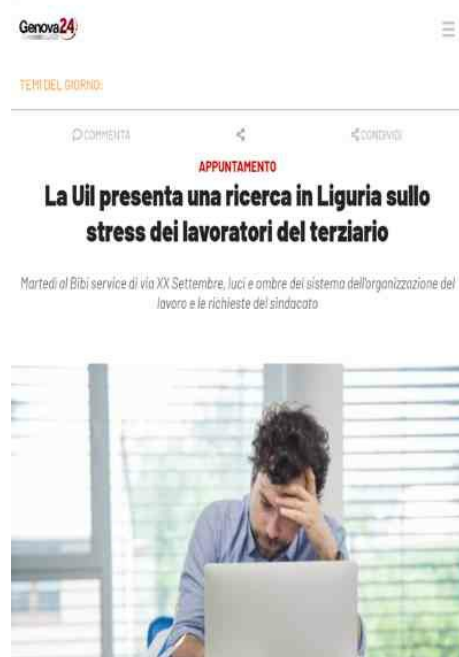 Genova24
TEMI DEL GIORNO:
COMMENTA
CONDIVIDI
APPUNTAMENTO
La Uil presenta una ricerca in Liguria sullo
stress dei lavoratori del terziario
Martedì al Bibi service di via XX Settembre, luci e ombre del sistema dell'organizzazione del
lavoro e le richieste del sindacato